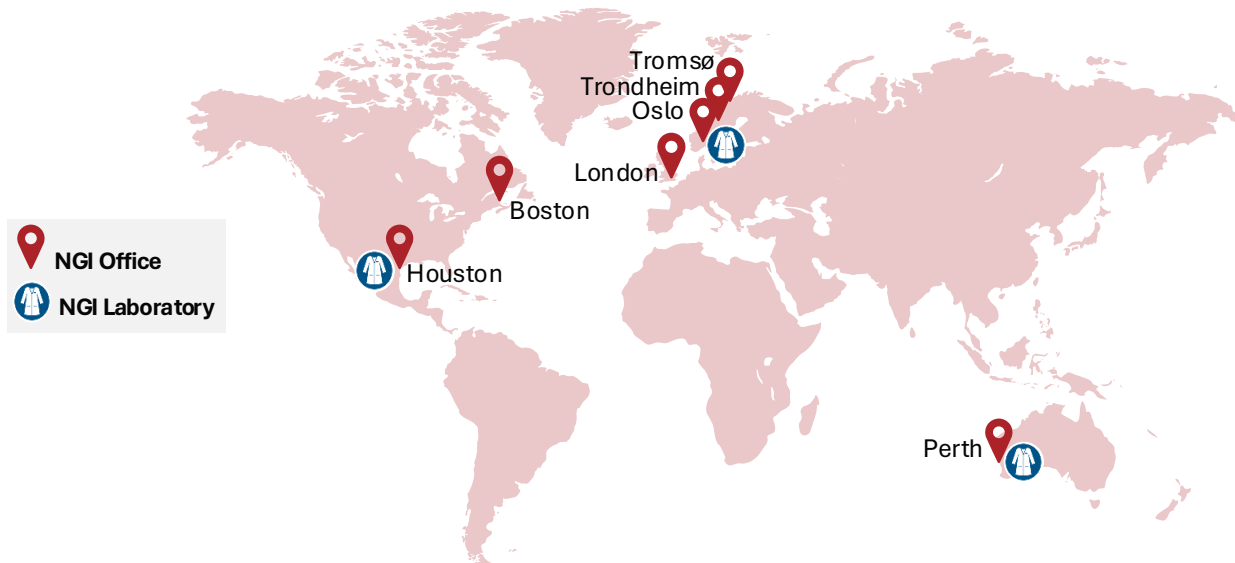 Tromsø
Trondheim
Oslo
London
Boston
NGI Office
Houston
NGI Laboratory
Perth